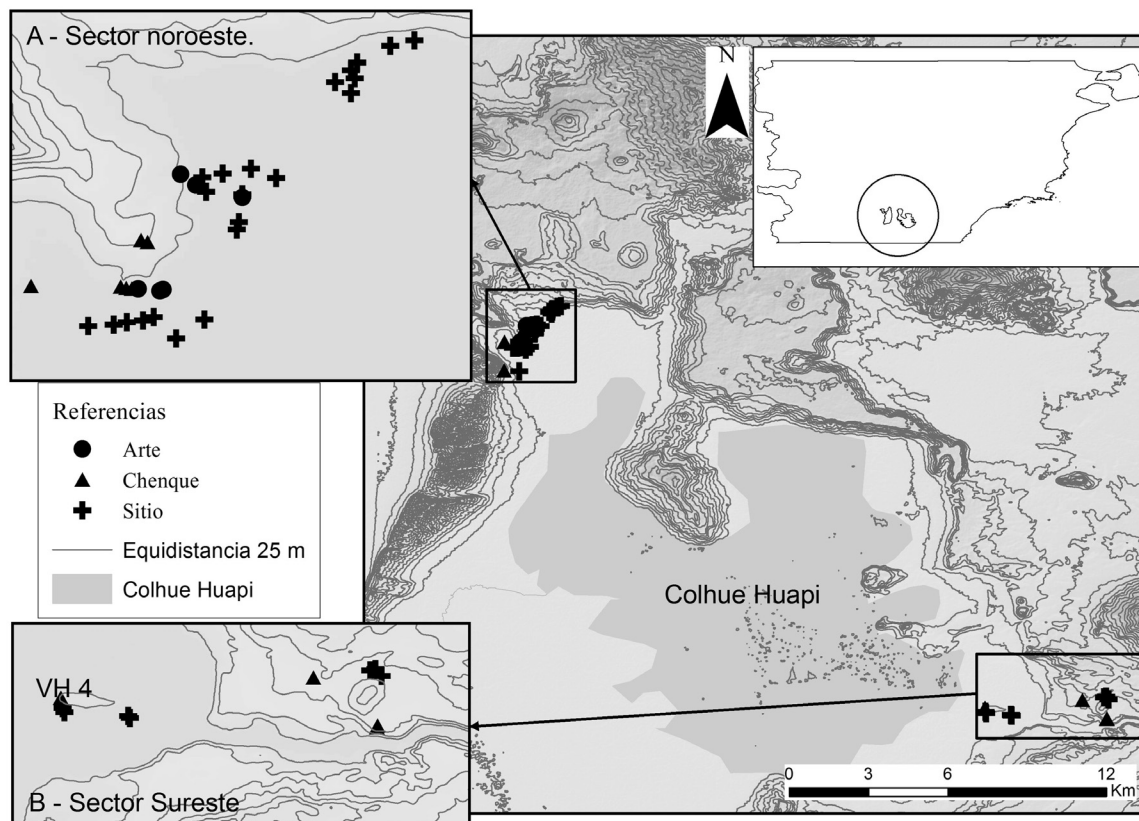 A - Sector noroeste.
N
Referencias
Arte
Chenque
Sitio
Equidistancia 25 m
Colhue Huapi
Colhue Huapi
VH 4
B - Sector Sureste
0 3 6 12
Km